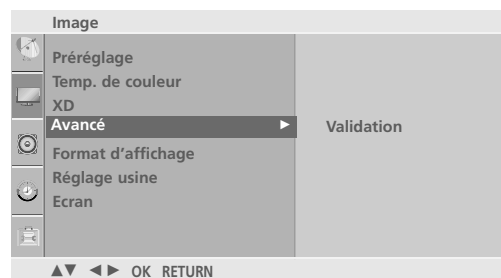 Image
Préréglage
Temp. de couleur
XD
Avancé ► Validation
Format d’affichage
Réglage usine
Ecran
▲▼ ◄► OK RETURN